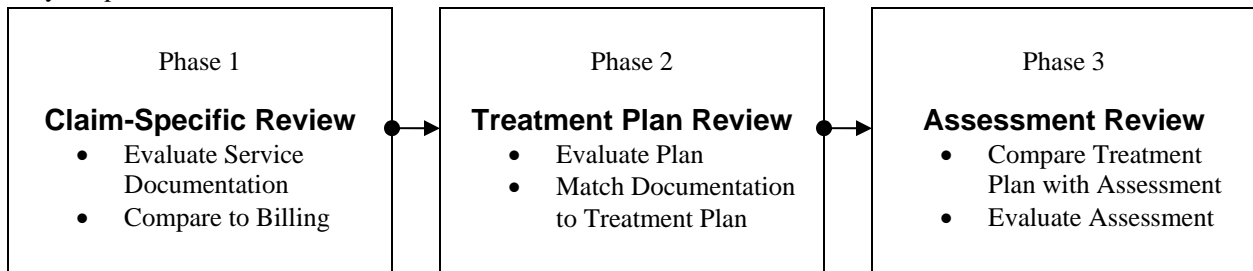 Phase 1
Claim-Specific Review
• Evaluate Service
Documentation
• Compare to Billing
Phase 2
Treatment Plan Review
• Evaluate Plan
• Match Documentation
to Treatment Plan
Phase 3
Assessment Review
• Compare Treatment
Plan with Assessment
• Evaluate Assessment